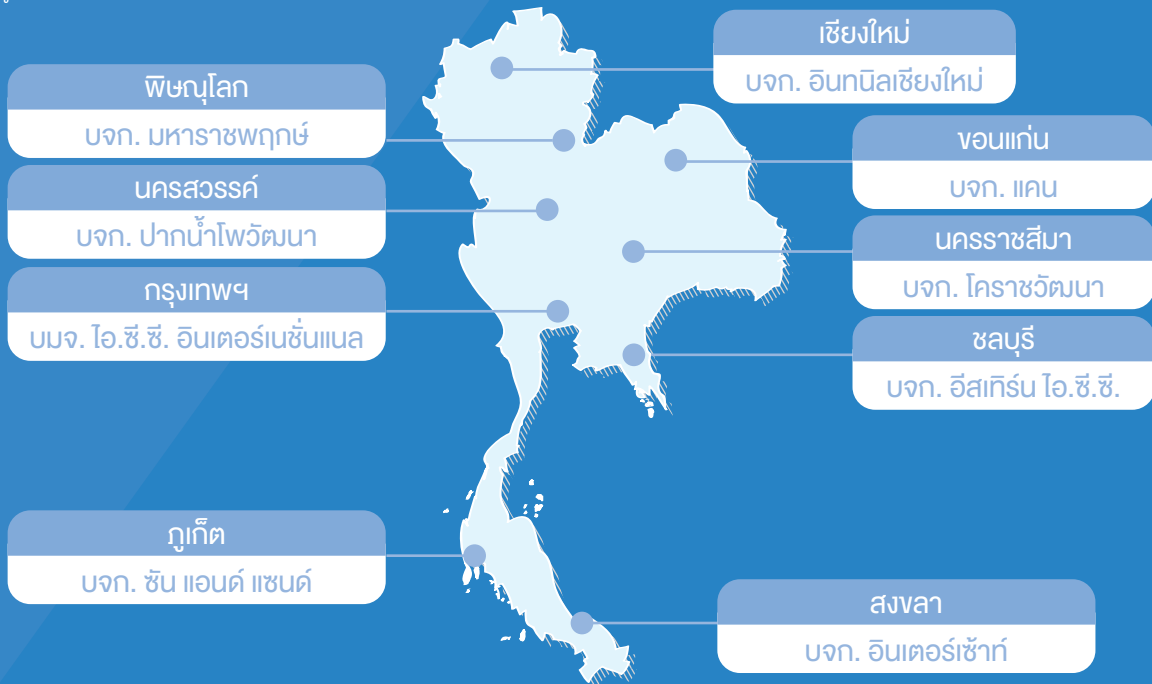 เชียงใหม่
บจก. อินทนิลเชียงใหม่
พิษณุโลก
บจก. มหาราชพฤกษ์
ขอนแก่น
บจก. แคน
นครสวรรค์
บจก. ปากน้ำโพวัฒนา
นครราชสีมา
บจก. โคราชวัฒนา
กรุงเทพฯ
บมจ. ไอ.ซี.ซี. อินเตอร์เนชั่นแนล
ชลบุรี
บจก. อีสเทิร์น ไอ.ซี.ซี.
ภูเก็ต
บจก. ซัน แอนด์ แซนด์
สงขลา
บจก. อินเตอร์เซ้าท์